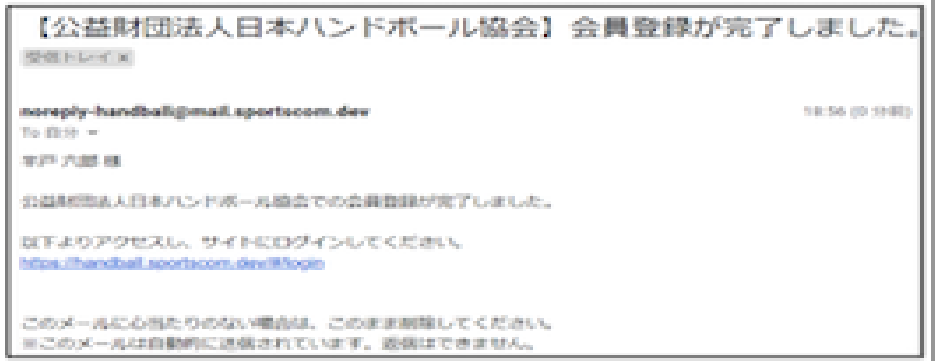 【公益財団法人日本ハンドボール協会】会員登録が完了しました。
受信トレイ ×
noreply-handball@mail.sportscom.dev
18:56 (0 分前)
To 自分
六郎 様
公益財団法人日本ハンドボール協会での会員登録が完了しました。
以下よりアクセスし、サイトにログインしてください。
https://handball.sportscom.dev/#/login
このメールに心当たりのない場合は、このまま削除してください。
※このメールは自動的に送信されています。返信はできません。